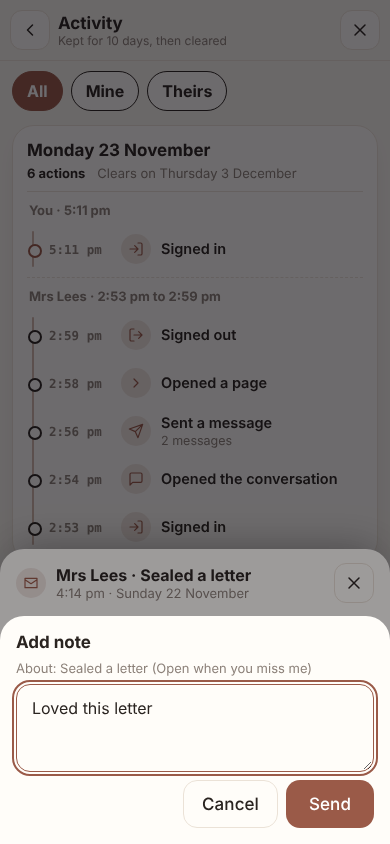 Activity
Kept for 10 days, then cleared
All
Mine
Theirs
Monday 23 November
6 actions Clears on Thursday 3 December
You · 5:11 pm
5:11 pm Signed in
Mrs Lees · 2:53 pm to 2:59 pm
2:59 pm Signed out
2:58 pm Opened a page
2:56 pm Sent a message
2 messages
2:54 pm Opened the conversation
2:53 pm Signed in
Mrs Lees · Sealed a letter
4:14 pm · Sunday 22 November
Add note
About: Sealed a letter (Open when you miss me)
Loved this letter
Cancel
Send